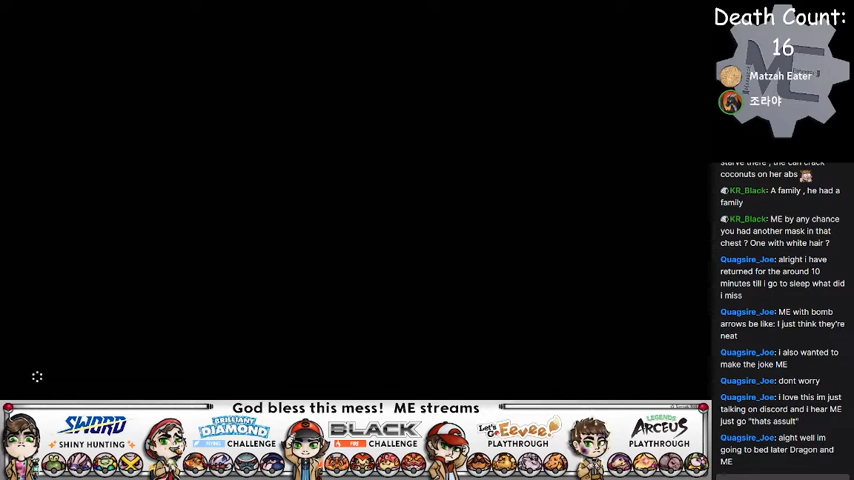 Death Count:
16
Matzah Eater
조라야
starve there , the can crack
coconuts on her abs
KR_Black: A family , he had a
family
KR_Black: ME by any chance
you had another mask in that
chest ? One with white hair ?
Quagsire_Joe: alright i have
returned for the around 10
minutes till i go to sleep what did
i miss
Quagsire_Joe: ME with bomb
arrows be like: I just think they're
neat
Quagsire_Joe: I also wanted to
make the joke ME
Quagsire_Joe: dont worry
Quagsire_Joe: i love this im just
talking on discord and i hear ME
just go "thats assult"
Quagsire_Joe: aight well im
going to bed later Dragon and
ME
God bless this mess! ME streams
SWORD
SHINY HUNTING
BRILLIANT
DIAMOND
CHALLENGE
BLACK
FIRE CHALLENGE
Let's Go Eevee!
PLAYTHROUGH
LEGENDS
ARCEUS
PLAYTHROUGH